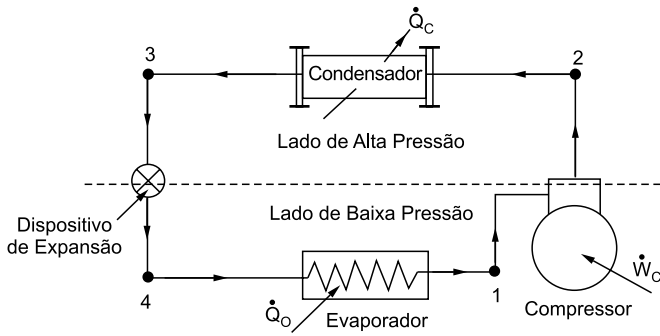 Q̇C
3
2
Condensador
Lado de Alta Pressão
Dispositivo
de Expansão
Lado de Baixa Pressão
4
1
Q̇O
Evaporador
ẆC
Compressor